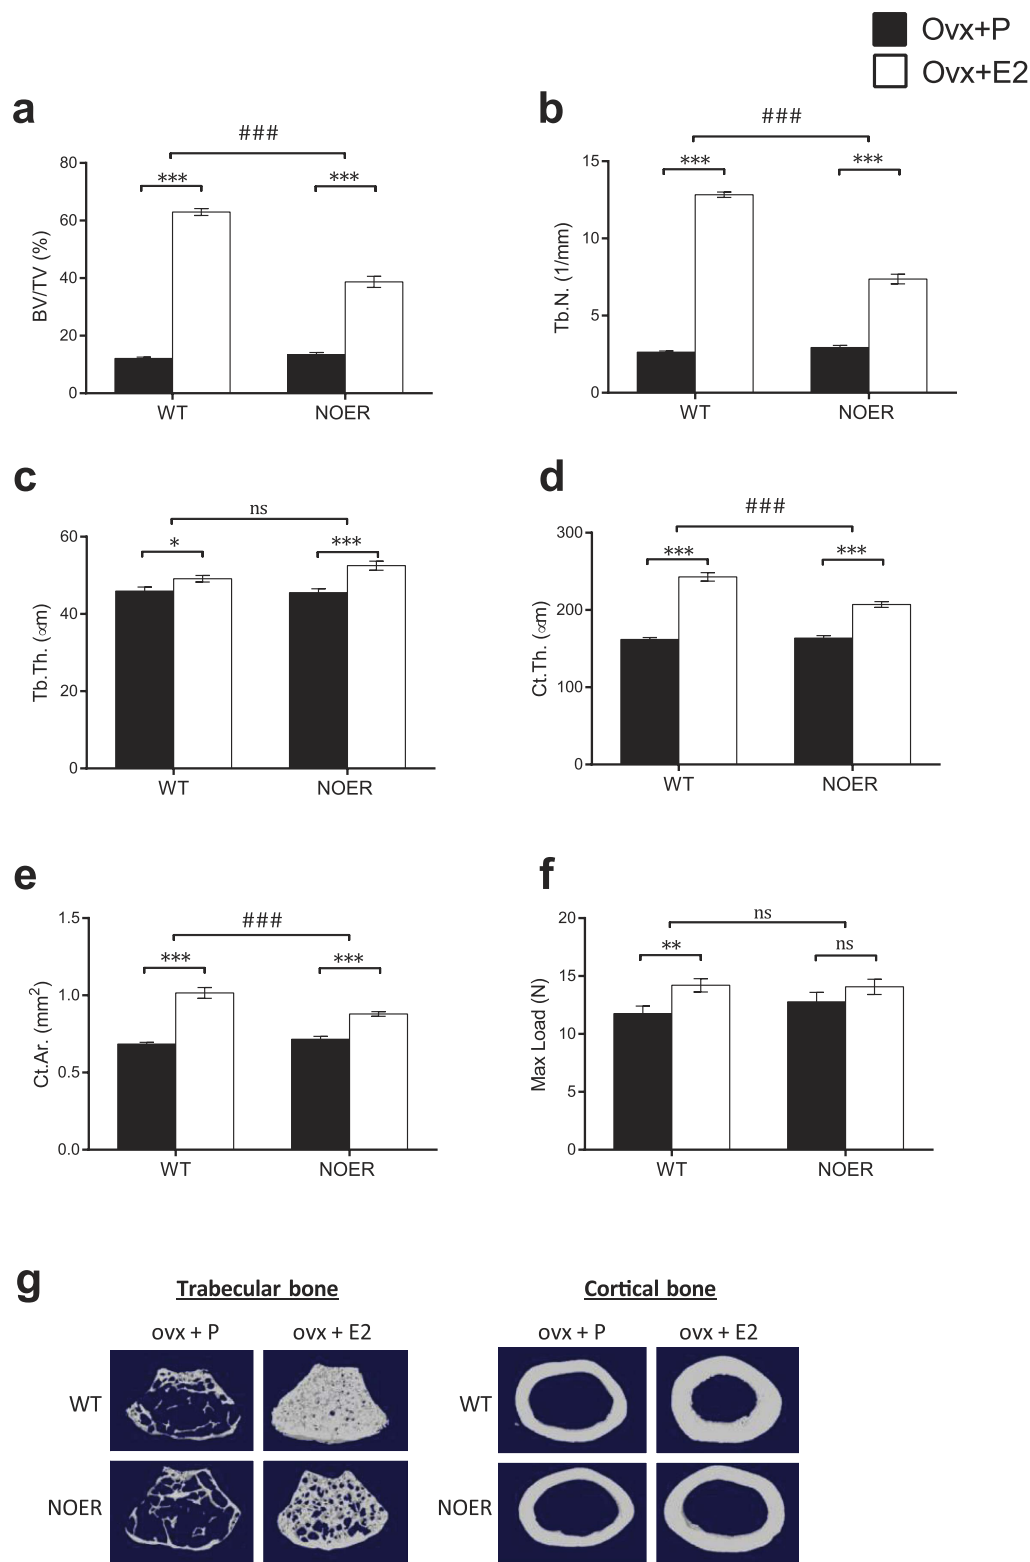 Ovx+P
Ovx+E2
a
###
***
***
80
60
40
20
0
BV/TV (%)
WT
NOER
b
###
***
***
15
10
5
0
Tb.N. (1/mm)
WT
NOER
c
ns
*
***
60
40
20
0
Tb.Th. (αm)
WT
NOER
d
###
***
***
300
200
100
0
Ct.Th. (αm)
WT
NOER
e
###
***
***
1.5
1.0
0.5
0.0
Ct.Ar. (mm²)
WT
NOER
f
ns
**
ns
20
15
10
5
0
Max Load (N)
WT
NOER
g
Trabecular bone
Cortical bone
ovx + P
ovx + E2
ovx + P
ovx + E2
WT
WT
NOER
NOER